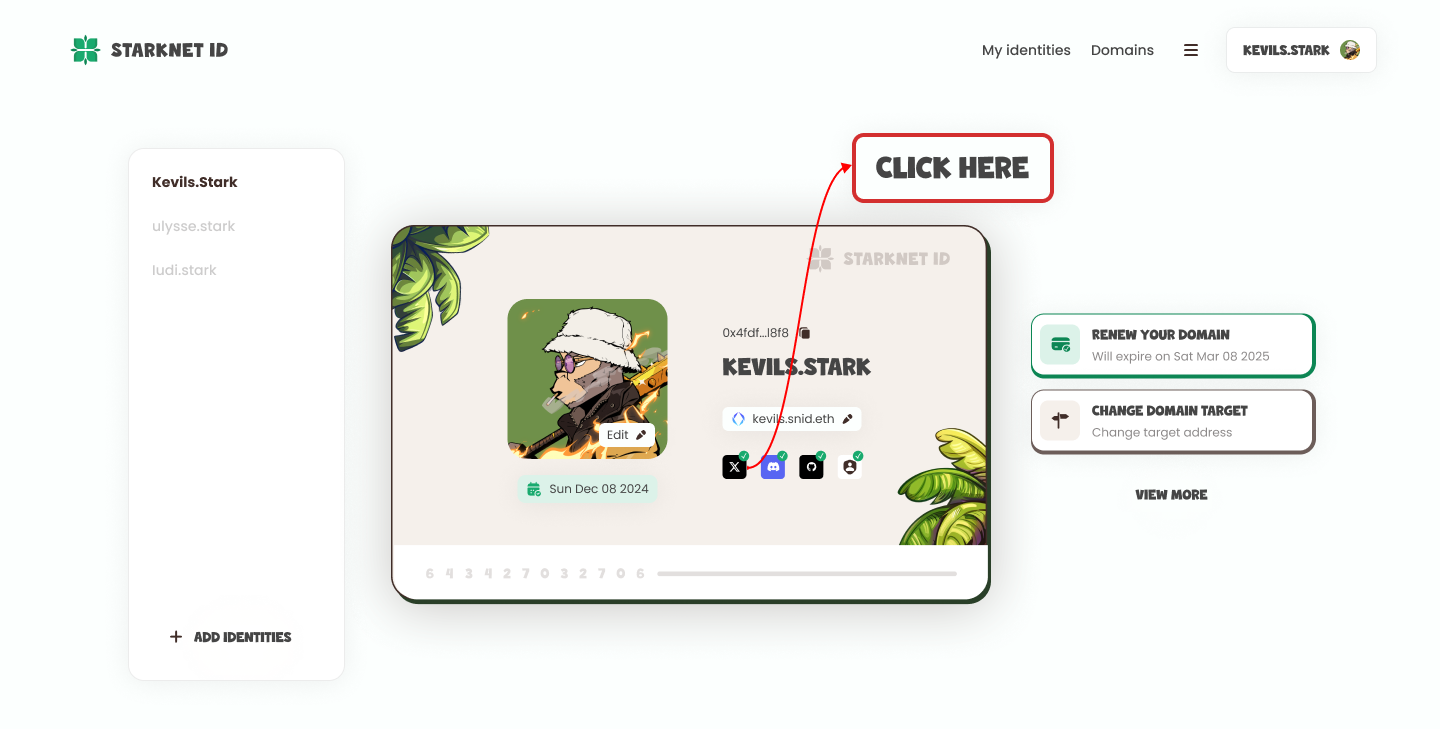 STARKNET ID
My identities
Domains
KEVILS.STARK
CLICK HERE
Kevils.Stark
ulysse.stark
ludi.stark
ADD IDENTITIES
STARKNET ID
0x4fdf...l8f8
KEVILS.STARK
kevils.snid.eth
Edit
Sun Dec 08 2024
6 4 3 4 2 7 0 3 2 7 0 6
RENEW YOUR DOMAIN
Will expire on Sat Mar 08 2025
CHANGE DOMAIN TARGET
Change target address
VIEW MORE